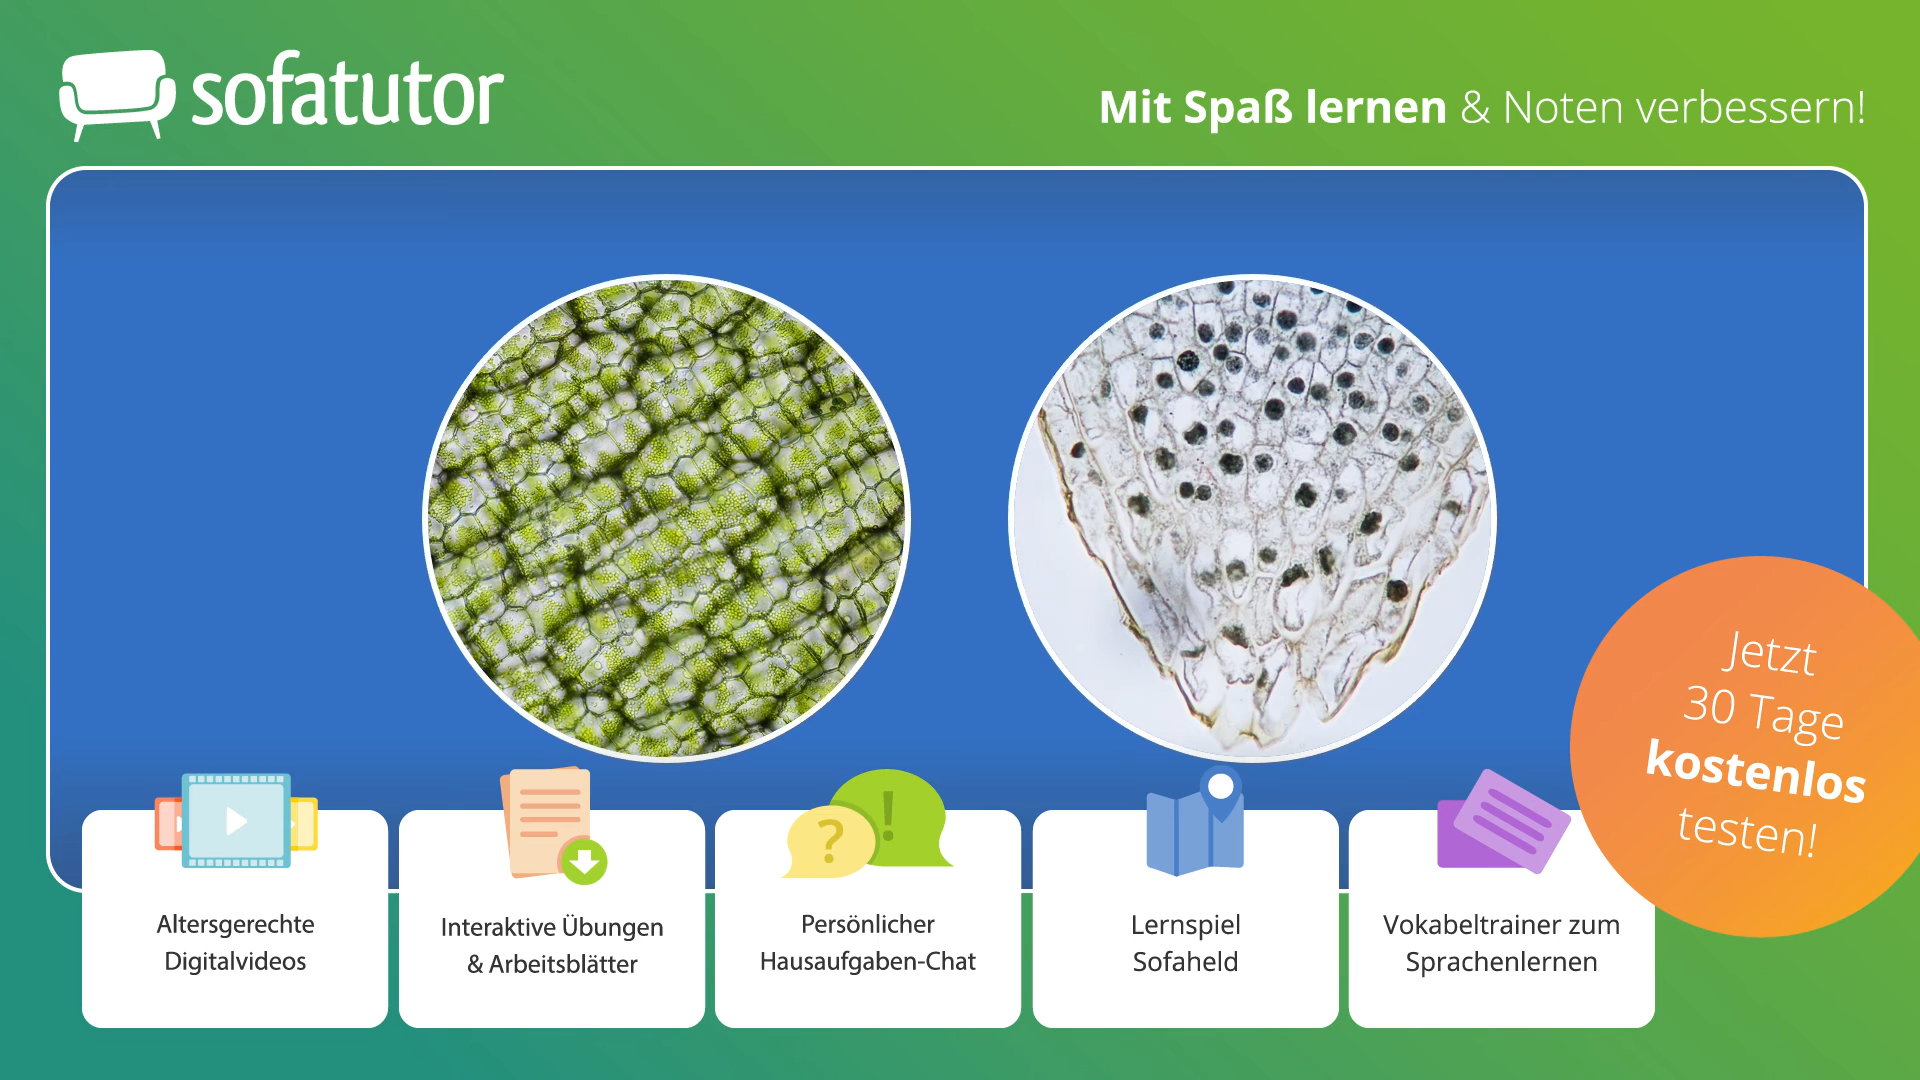 sofatutor
Mit Spaß lernen & Noten verbessern!
Jetzt
30 Tage
kostenlos
testen!
?
!
Altersgerechte
Digitalvideos
Interaktive Übungen
& Arbeitsblätter
Persönlicher
Hausaufgaben-Chat
Lernspiel
Sofaheld
Vokabeltrainer zum
Sprachenlernen